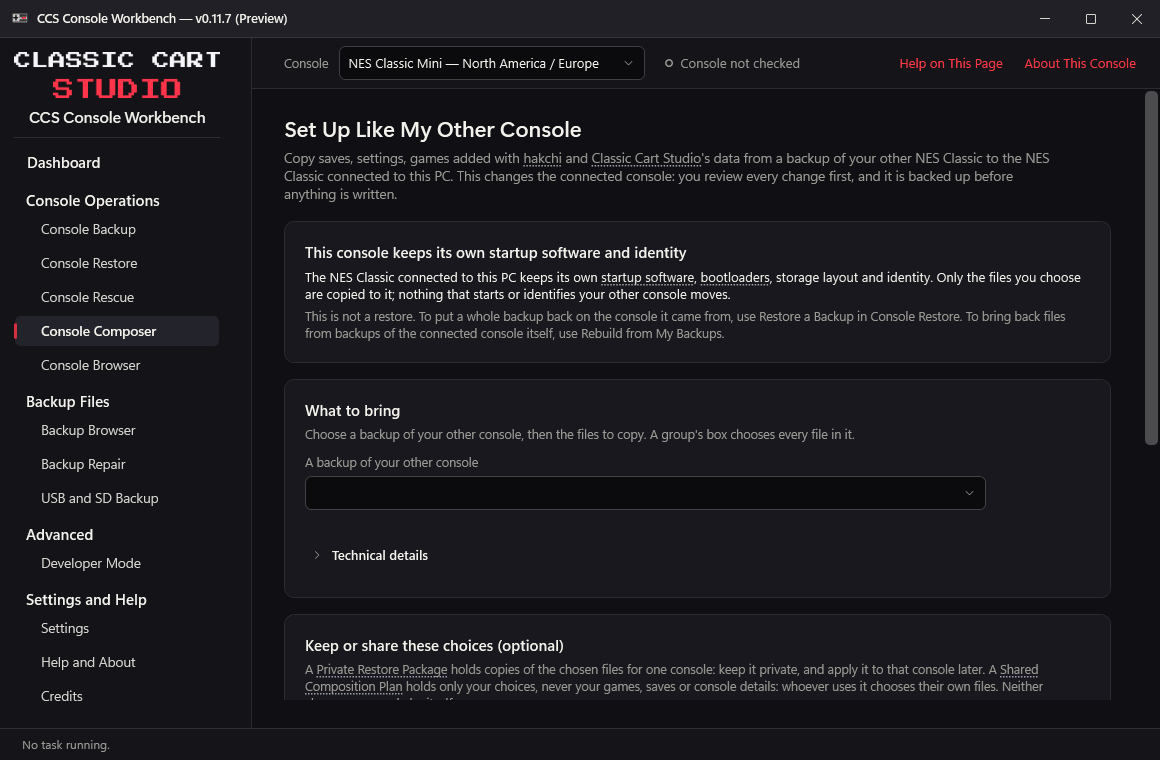 CCS Console Workbench — v0.11.7 (Preview)
CLASSIC CART
STUDIO
CCS Console Workbench
Dashboard
Console Operations
Console Backup
Console Restore
Console Rescue
Console Composer
Console Browser
Backup Files
Backup Browser
Backup Repair
USB and SD Backup
Advanced
Developer Mode
Settings and Help
Settings
Help and About
Credits
Console
NES Classic Mini — North America / Europe
Console not checked
Help on This Page
About This Console
Set Up Like My Other Console
Copy saves, settings, games added with hakchi and Classic Cart Studio's data from a backup of your other NES Classic to the NES
Classic connected to this PC. This changes the connected console: you review every change first, and it is backed up before
anything is written.
This console keeps its own startup software and identity
The NES Classic connected to this PC keeps its own startup software, bootloaders, storage layout and identity. Only the files you choose
are copied to it; nothing that starts or identifies your other console moves.
This is not a restore. To put a whole backup back on the console it came from, use Restore a Backup in Console Restore. To bring back files
from backups of the connected console itself, use Rebuild from My Backups.
What to bring
Choose a backup of your other console, then the files to copy. A group's box chooses every file in it.
A backup of your other console
Technical details
Keep or share these choices (optional)
A Private Restore Package holds copies of the chosen files for one console: keep it private, and apply it to that console later. A Shared
Composition Plan holds only your choices, never your games, saves or console details: whoever uses it chooses their own files. Neither
No task running.